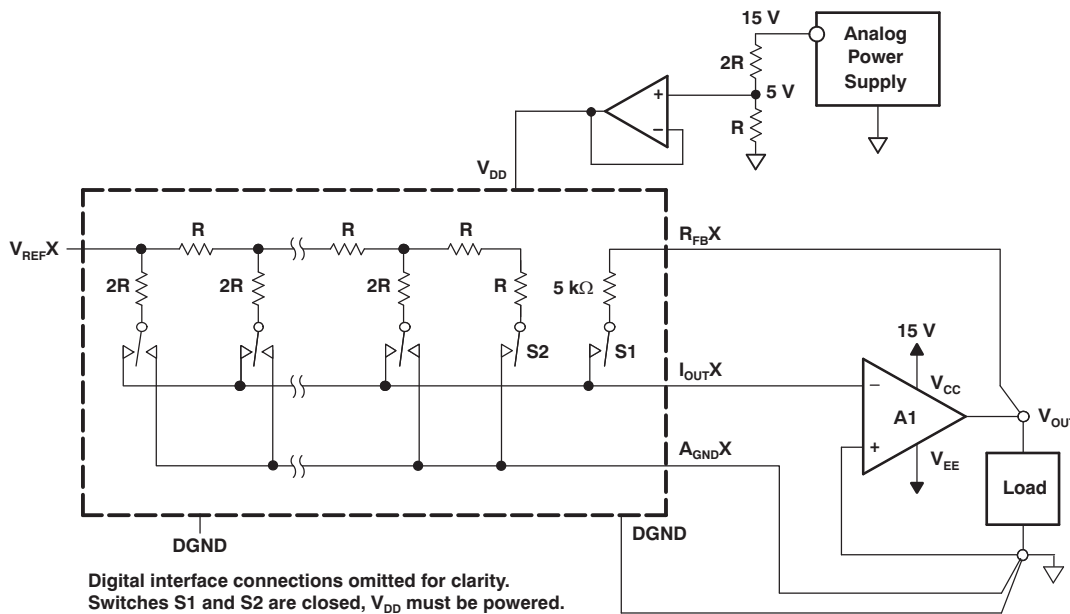 15 V
Analog
Power
Supply
2R
5 V
+
R
−
V_DD
V_REFX
R
R
R
R_FBX
2R
2R
2R
R
5 kΩ
15 V
S2
S1
I_OUTX
−
V_CC
A1
V_OUT
+
A_GNDX
V_EE
Load
DGND
DGND
Digital interface connections omitted for clarity.
Switches S1 and S2 are closed, V_DD must be powered.